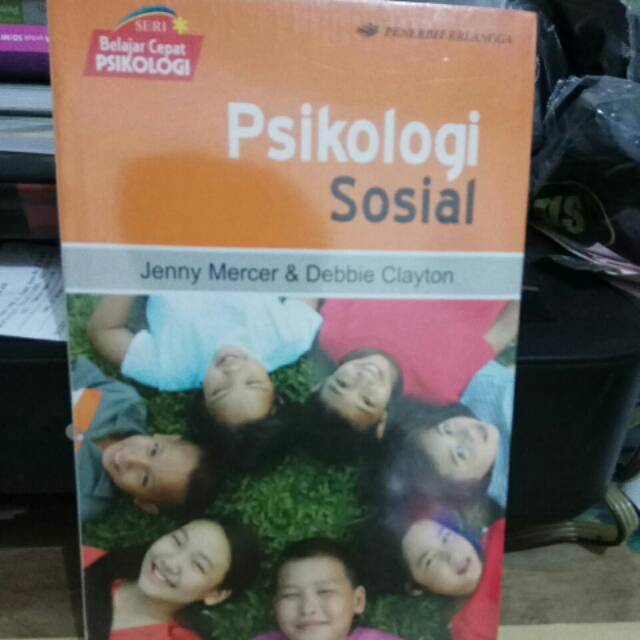 SERI
Belajar Cepat
PSIKOLOGI
PENERBIT ERLANGGA
Psikologi
Sosial
Jenny Mercer & Debbie Clayton